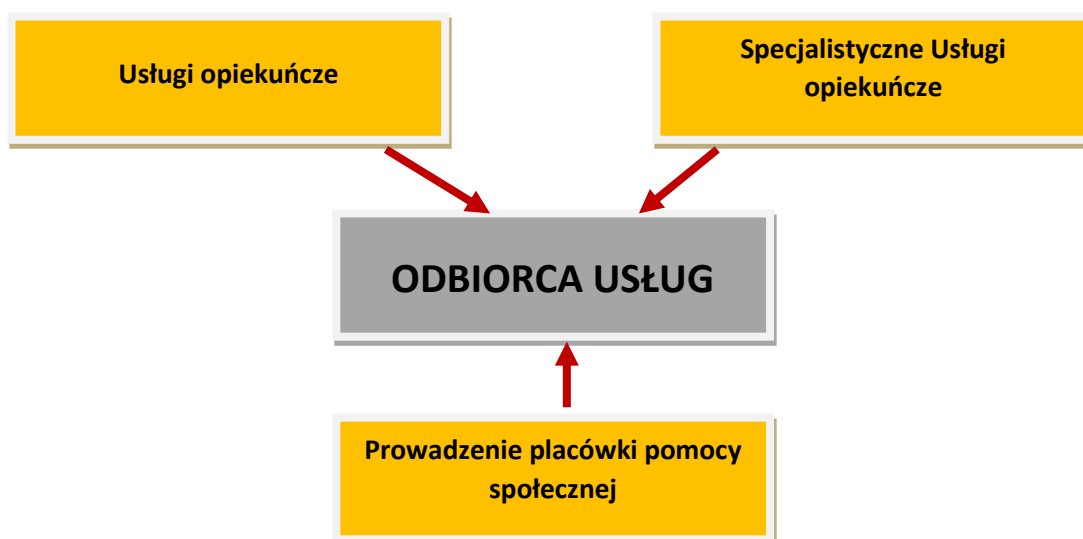 Usługi opiekuńcze
Specjalistyczne Usługi
opiekuńcze
ODBIORCA USŁUG
Prowadzenie placówki pomocy
społecznej